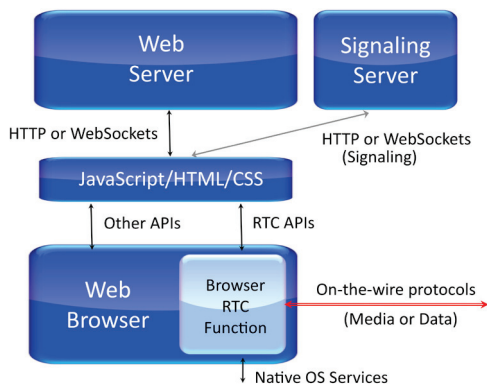 Web
Server
Signaling
Server
HTTP or WebSockets
HTTP or WebSockets
(Signaling)
JavaScript/HTML/CSS
Other APIs
RTC APIs
Web
Browser
Browser
RTC
Function
On-the-wire protocols
(Media or Data)
Native OS Services